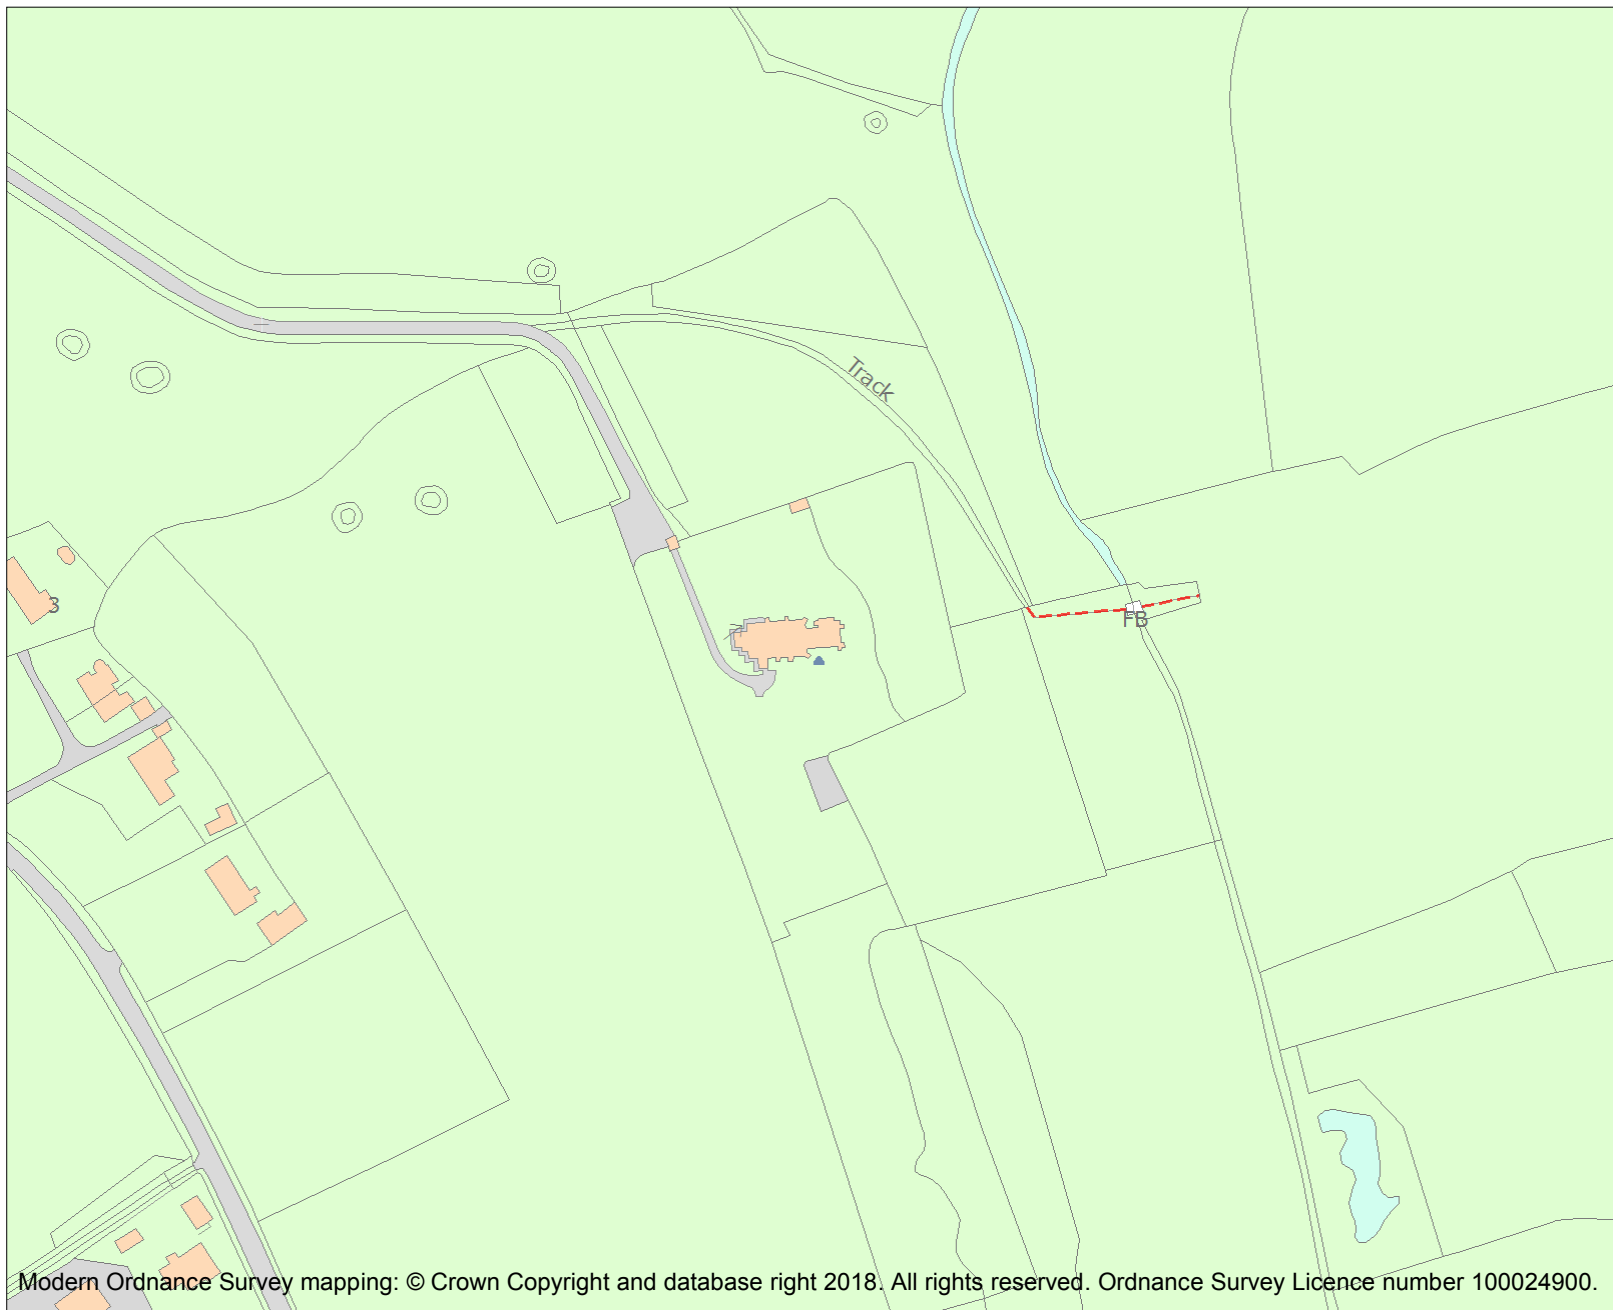 Track
3
FB
Modern Ordnance Survey mapping: © Crown Copyright and database right 2018. All rights reserved. Ordnance Survey Licence number 100024900.